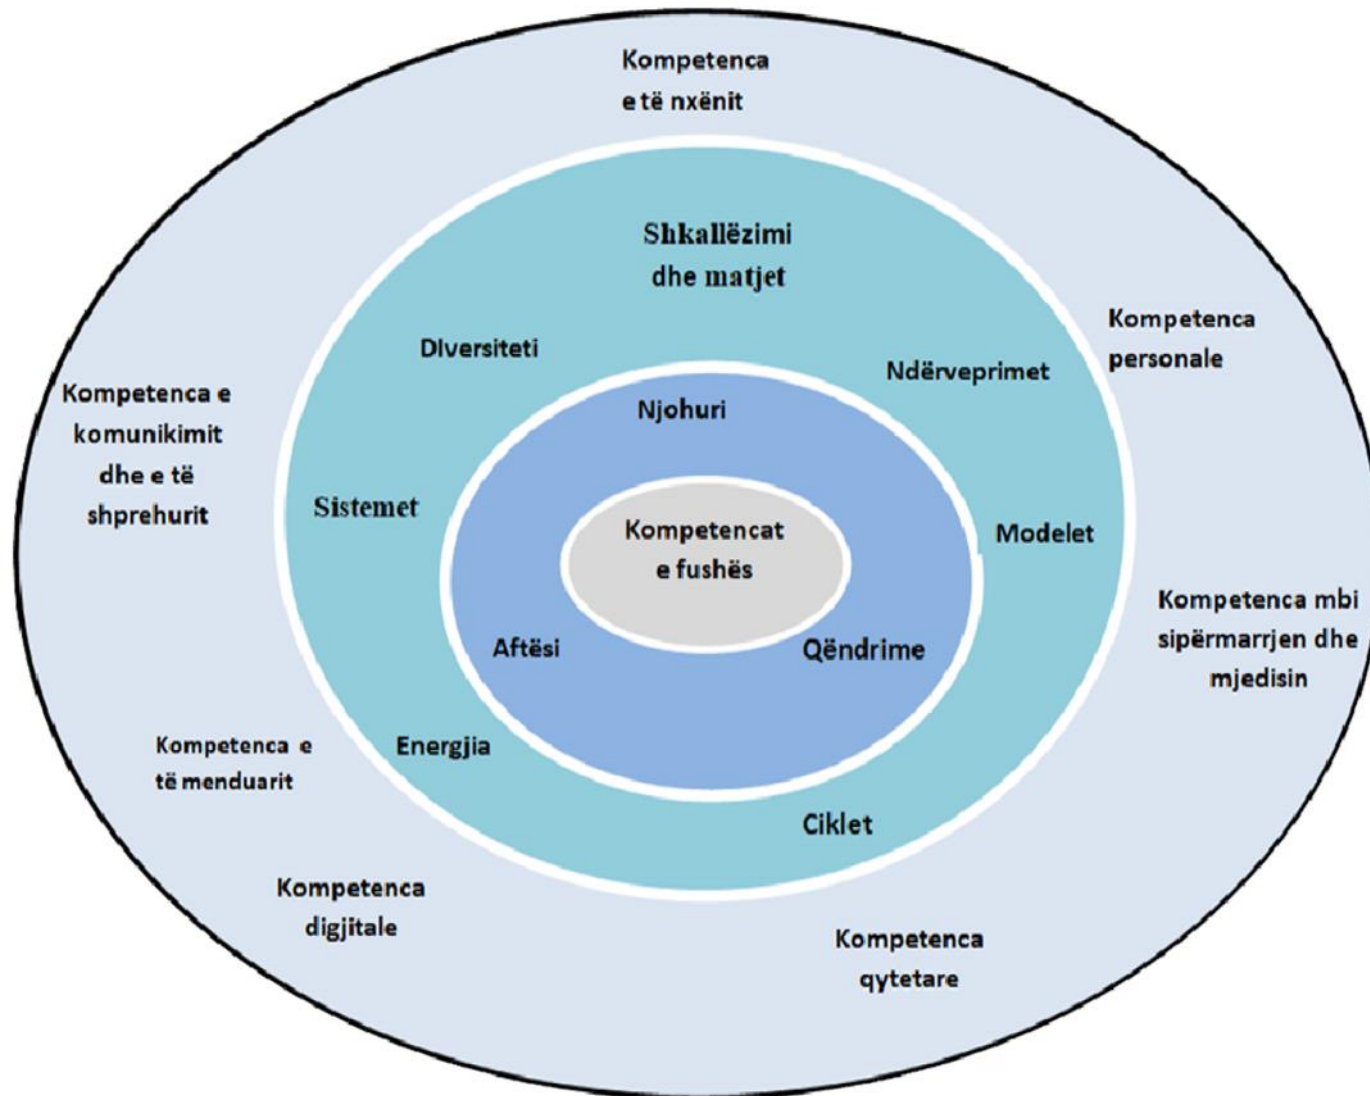 Kompetenca
e të nxënit
Shkallëzimi
dhe matjet
DIversiteti
Ndërveprimet
Kompetenca
personale
Kompetenca e
komunikimit
dhe e të
shprehurit
Njohuri
Sistemet
Kompetencat
e fushës
Modelet
Kompetenca mbi
sipërmarrjen dhe
mjedisin
Aftësi
Qëndrime
Kompetenca e
të menduarit
Energjia
Ciklet
Kompetenca
digjitale
Kompetenca
qytetare